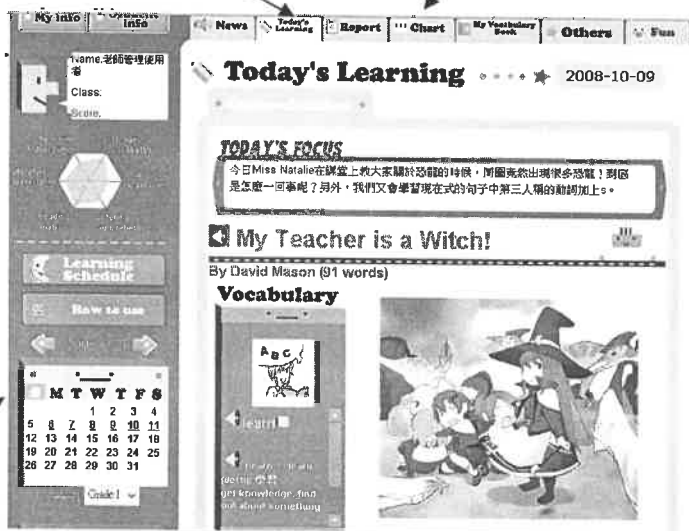 My Info
Student Info
News
Today's Learning
Report
Chart
My Vocabulary Book
Others
Fun
Name:老師管理使用者
Class:
Score:
Today's Learning
2008-10-09
TODAY'S FOCUS
今日Miss Natalie在課堂上教大家關於恐龍的時候，周圍竟然出現很多恐龍！到底
是怎麼一回事呢？另外，我們又會學習現在式的句子中第三人稱的動詞加上s。
My Teacher is a Witch!
By David Mason (91 words)
Vocabulary
ABC
learn
學習
get knowledge, find
out about something
Learning
Schedule
How to use
M T W T F S
1 2 3 4
5 6 7 8 9 10 11
12 13 14 15 16 17 18
19 20 21 22 23 24 25
26 27 28 29 30 31
Grade 1